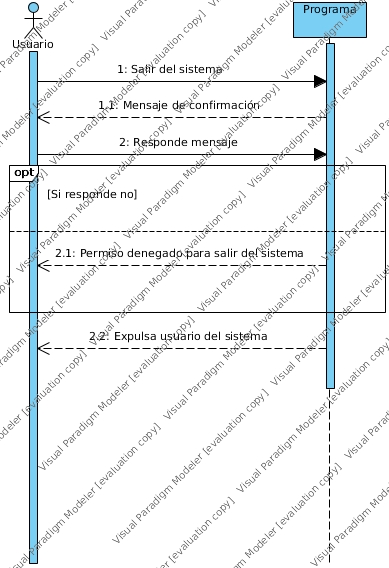 Programa
Usuario
1: Salir del sistema
1.1: Mensaje de confirmación
2: Responde mensaje
opt
[Si responde no]
2.1: Permiso denegado para salir del sistema
2.2: Expulsa usuario del sistema
Visual Paradigm Modeler [evaluation copy]